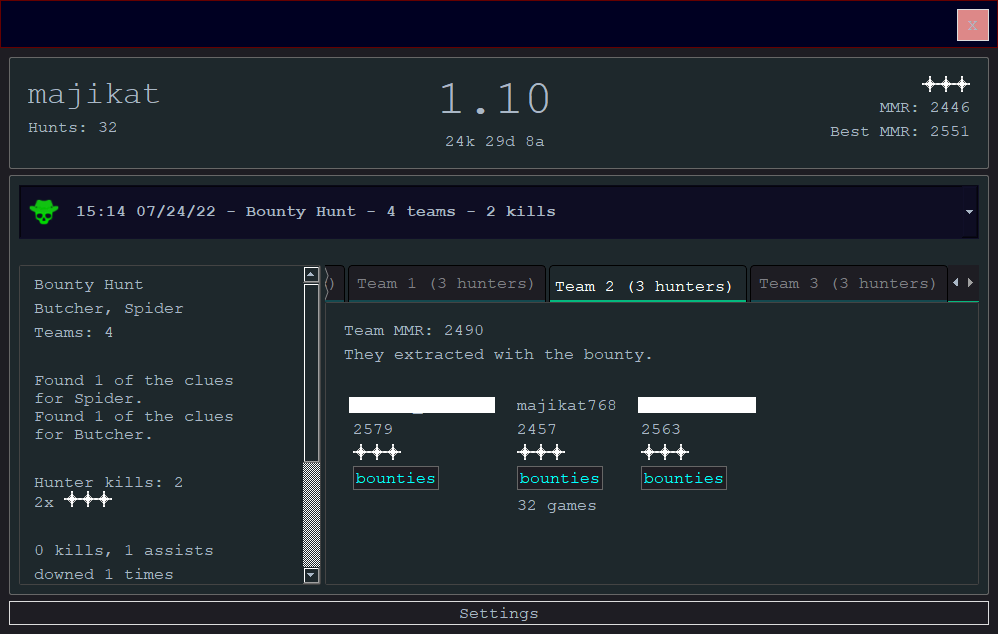 X
majikat
Hunts: 32
1.10
24k 29d 8a
MMR: 2446
Best MMR: 2551
15:14 07/24/22 - Bounty Hunt - 4 teams - 2 kills
Bounty Hunt
Butcher, Spider
Teams: 4
Found 1 of the clues
for Spider.
Found 1 of the clues
for Butcher.
Hunter kills: 2
2x
0 kills, 1 assists
downed 1 times
) Team 1 (3 hunters) Team 2 (3 hunters) Team 3 (3 hunters)
Team MMR: 2490
They extracted with the bounty.
majikat768
2579 2457 2563
bounties bounties bounties
32 games
Settings